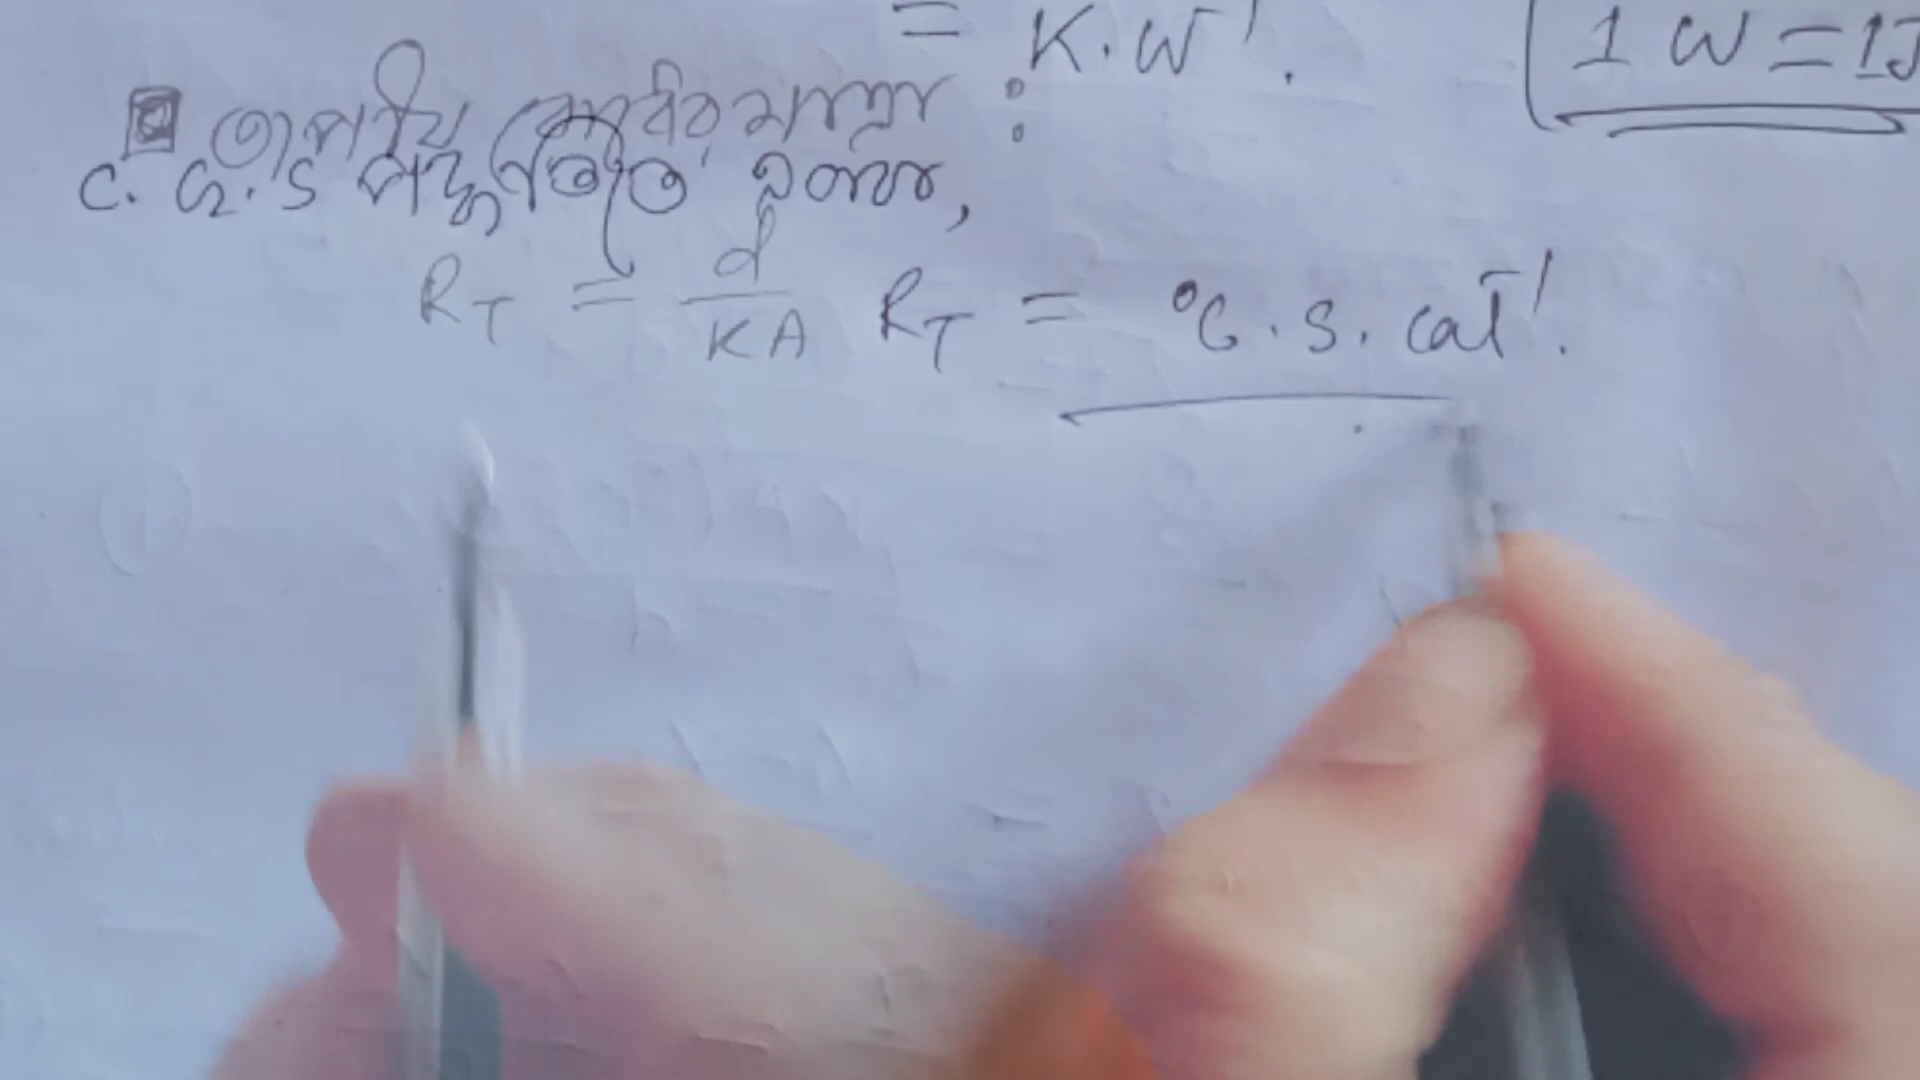 = K.W⁻¹.
1 W = 1J
তাপীয় রোধের মাত্রা :
C.G.S পদ্ধতিতে একক,
R_T = d/KA R_T = °C.s.cal⁻¹.